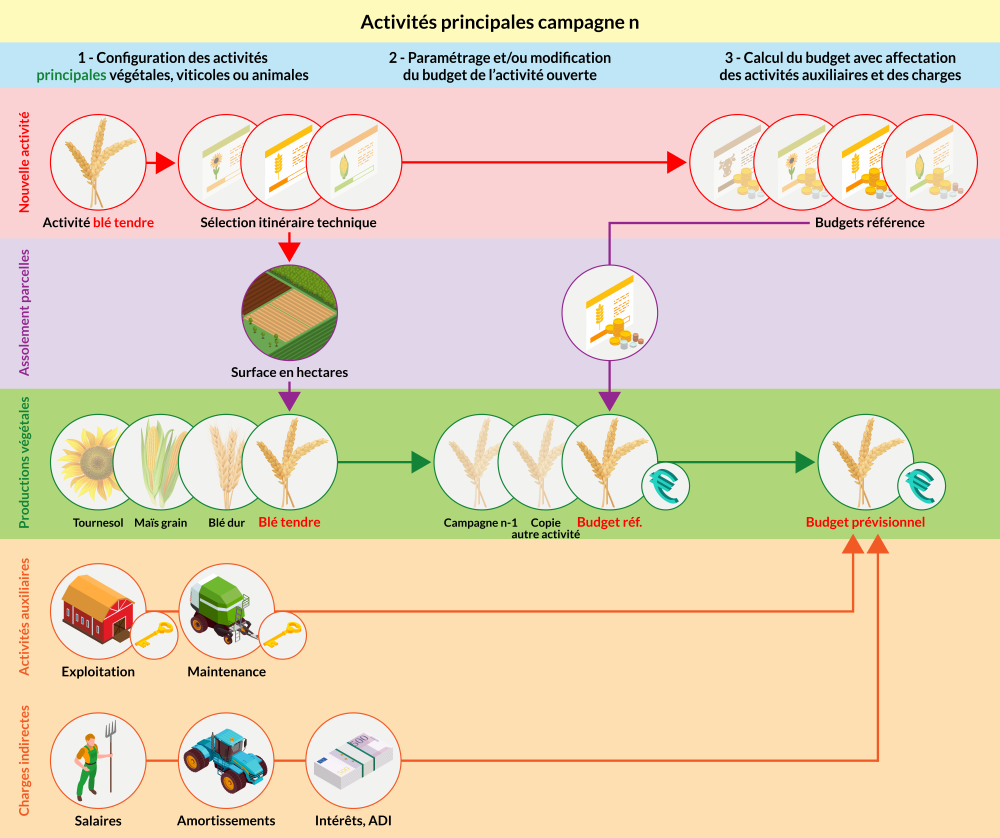 Activités principales campagne n
1 - Configuration des activités
principales végétales, viticoles ou animales
2 - Paramétrage et/ou modification
du budget de l’activité ouverte
3 - Calcul du budget avec affectation
des activités auxiliaires et des charges
Nouvelle activité
Activité blé tendre
Sélection itinéraire technique
Budgets référence
Assolement parcelles
Surface en hectares
Productions végétales
Tournesol
Maïs grain
Blé dur
Blé tendre
Campagne n-1
Copie
autre activité
Budget réf.
Budget prévisionnel
Activités auxiliaires
Exploitation
Maintenance
Charges indirectes
Salaires
Amortissements
Intérêts, ADI